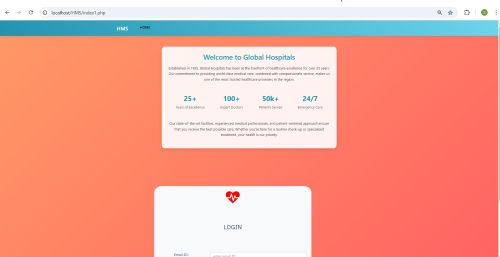 localhost/HMS/index1.php
HMS HOME
Welcome to Global Hospitals
Established in 1995, Global Hospitals has been at the forefront of healthcare excellence for over 25 years.
Our commitment to providing world-class medical care, combined with compassionate service, makes us
one of the most trusted healthcare providers in the region.
25+ 100+ 50k+ 24/7
Years of Excellence Expert Doctors Patients Served Emergency Care
Our state-of-the-art facilities, experienced medical professionals, and patient-centered approach ensure
that you receive the best possible care. Whether you're here for a routine check-up or specialized
treatment, your health is our priority.
LOGIN
Email ID: